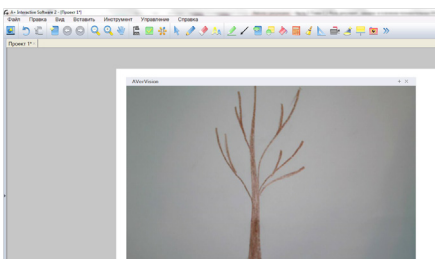 A+ Interactive Software 2 - [Проект 1*]
Файл Правка Вид Вставить Инструмент Управление Справка
Проект 1*
AVerVision